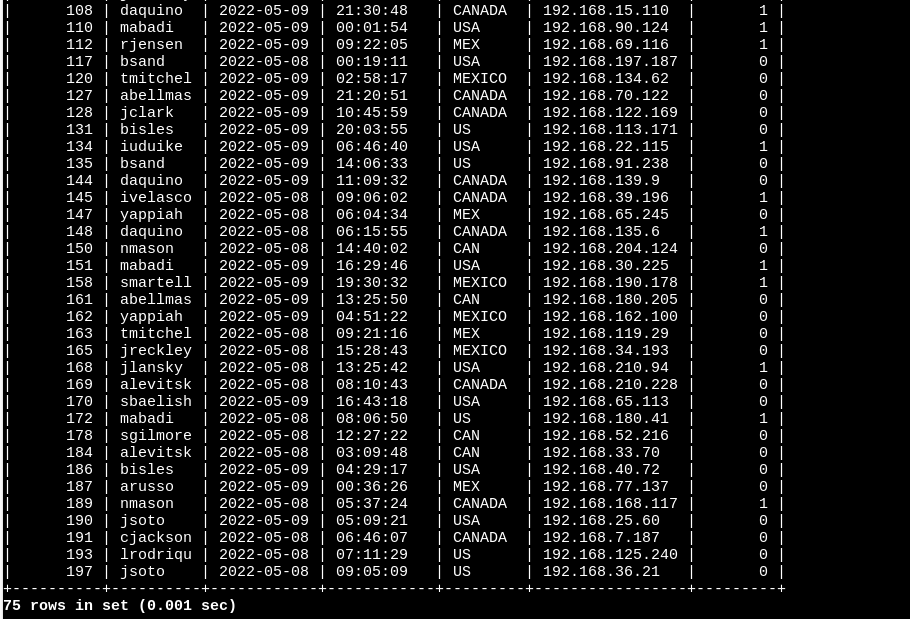 |      108 | daquino  | 2022-05-09 | 21:30:48   | CANADA  | 192.168.15.110  |       1 |
|      110 | mabadi   | 2022-05-09 | 00:01:54   | USA     | 192.168.90.124  |       1 |
|      112 | rjensen  | 2022-05-09 | 09:22:05   | MEX     | 192.168.69.116  |       1 |
|      117 | bsand    | 2022-05-08 | 00:19:11   | USA     | 192.168.197.187 |       0 |
|      120 | tmitchel | 2022-05-09 | 02:58:17   | MEXICO  | 192.168.134.62  |       0 |
|      127 | abellmas | 2022-05-09 | 21:20:51   | CANADA  | 192.168.70.122  |       0 |
|      128 | jclark   | 2022-05-09 | 10:45:59   | CANADA  | 192.168.122.169 |       0 |
|      131 | bisles   | 2022-05-09 | 20:03:55   | US      | 192.168.113.171 |       0 |
|      134 | iuduike  | 2022-05-09 | 06:46:40   | USA     | 192.168.22.115  |       1 |
|      135 | bsand    | 2022-05-09 | 14:06:33   | US      | 192.168.91.238  |       0 |
|      144 | daquino  | 2022-05-09 | 11:09:32   | CANADA  | 192.168.139.9   |       0 |
|      145 | ivelasco | 2022-05-08 | 09:06:02   | CANADA  | 192.168.39.196  |       1 |
|      147 | yappiah  | 2022-05-08 | 06:04:34   | MEX     | 192.168.65.245  |       0 |
|      148 | daquino  | 2022-05-08 | 06:15:55   | CANADA  | 192.168.135.6   |       1 |
|      150 | nmason   | 2022-05-09 | 14:40:02   | CAN     | 192.168.204.124 |       0 |
|      151 | mabadi   | 2022-05-09 | 16:29:46   | USA     | 192.168.30.225  |       1 |
|      158 | smartell | 2022-05-09 | 19:30:32   | MEXICO  | 192.168.190.178 |       1 |
|      161 | abellmas | 2022-05-09 | 13:25:50   | CAN     | 192.168.180.205 |       0 |
|      162 | yappiah  | 2022-05-09 | 04:51:22   | MEXICO  | 192.168.162.100 |       0 |
|      163 | tmitchel | 2022-05-08 | 09:21:16   | MEX     | 192.168.119.29  |       0 |
|      165 | jreckley | 2022-05-08 | 15:28:43   | MEXICO  | 192.168.34.193  |       0 |
|      168 | jlansky  | 2022-05-08 | 13:25:42   | USA     | 192.168.210.94  |       1 |
|      169 | alevitsk | 2022-05-08 | 08:10:43   | CANADA  | 192.168.210.228 |       0 |
|      170 | sbaelish | 2022-05-09 | 16:43:18   | USA     | 192.168.65.113  |       0 |
|      172 | mabadi   | 2022-05-08 | 08:06:50   | US      | 192.168.180.41  |       1 |
|      178 | sgilmore | 2022-05-08 | 12:27:22   | CAN     | 192.168.52.216  |       0 |
|      184 | alevitsk | 2022-05-08 | 03:09:48   | CAN     | 192.168.33.70   |       0 |
|      186 | bisles   | 2022-05-09 | 04:29:17   | USA     | 192.168.40.72   |       0 |
|      187 | arusso   | 2022-05-09 | 00:36:26   | MEX     | 192.168.77.137  |       0 |
|      189 | nmason   | 2022-05-08 | 05:37:24   | CANADA  | 192.168.168.117 |       1 |
|      190 | jsoto    | 2022-05-09 | 05:09:21   | USA     | 192.168.25.60   |       0 |
|      191 | cjackson | 2022-05-08 | 06:46:07   | CANADA  | 192.168.7.187   |       0 |
|      193 | lrodriqu | 2022-05-08 | 07:11:29   | US      | 192.168.125.240 |       0 |
|      197 | jsoto    | 2022-05-08 | 09:05:09   | US      | 192.168.36.21   |       0 |
+----------+----------+------------+------------+---------+-----------------+---------+
75 rows in set (0.001 sec)